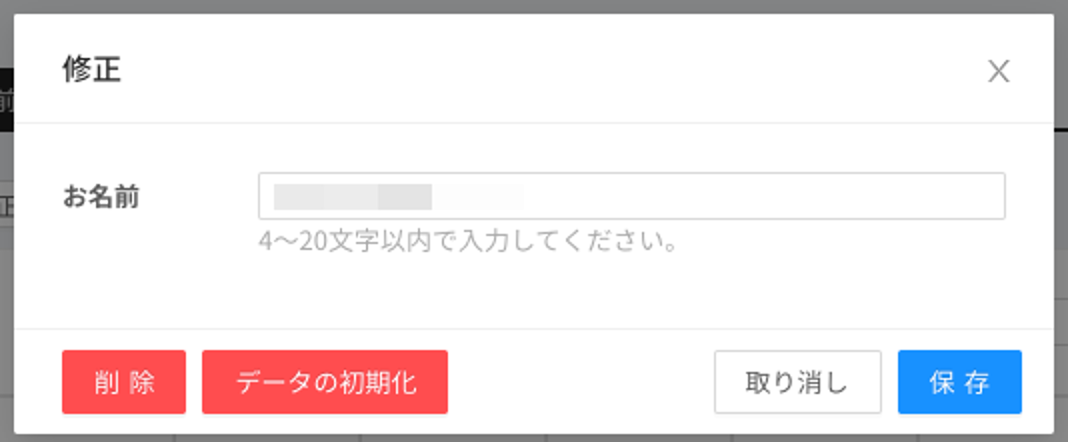 修正
お名前
4～20文字以内で入力してください。
削 除
データの初期化
取り消し
保 存